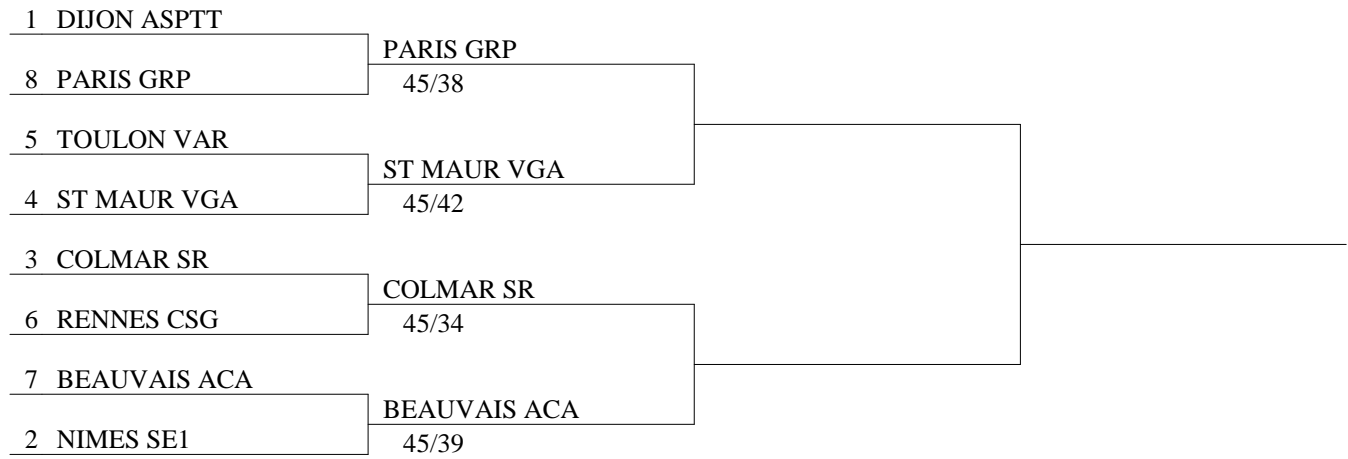 1 DIJON ASPTT
8 PARIS GRP
5 TOULON VAR
4 ST MAUR VGA
3 COLMAR SR
6 RENNES CSG
7 BEAUVAIS ACA
2 NIMES SE1
PARIS GRP
45/38
ST MAUR VGA
45/42
COLMAR SR
45/34
BEAUVAIS ACA
45/39